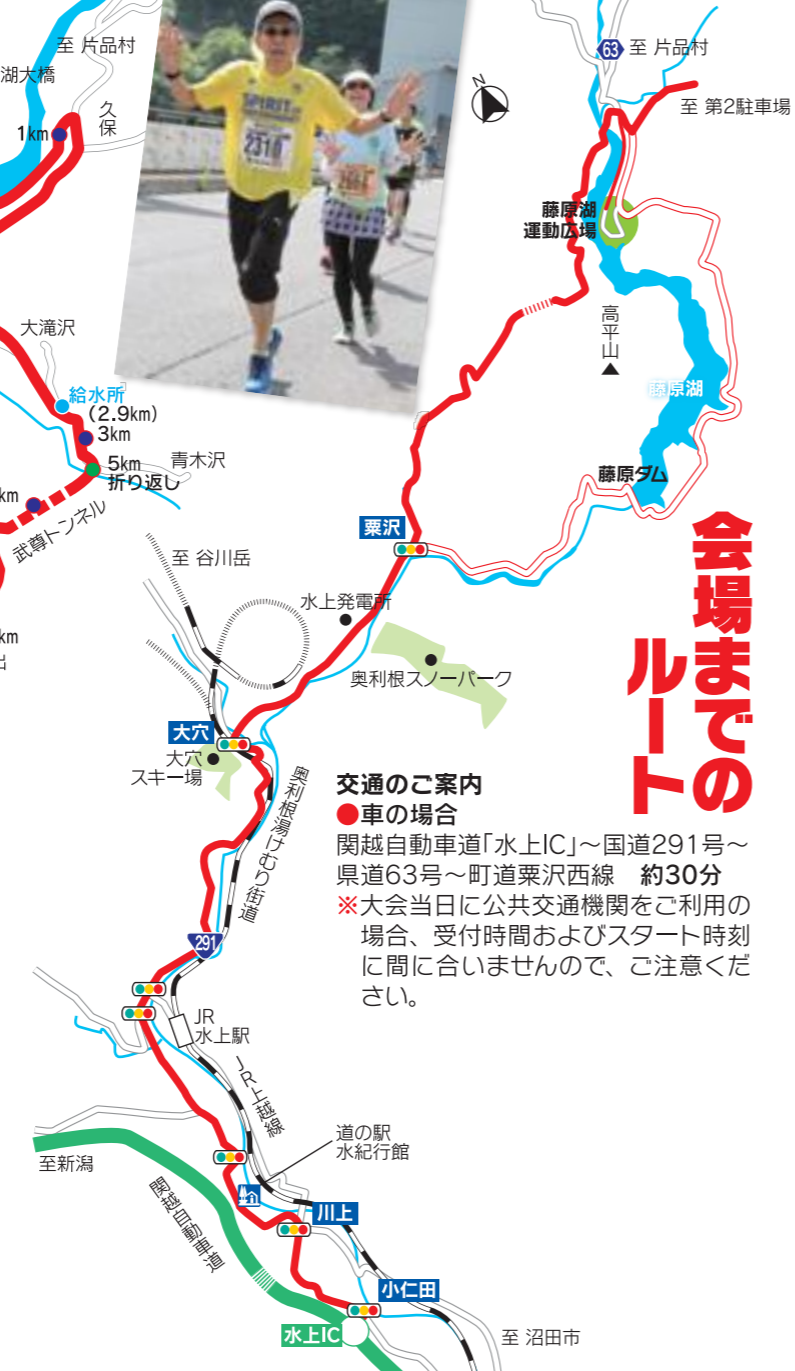 至 片品村
湖大橋
久保
1km
SPIRIT
2310
63
至 片品村
至 第2駐車場
N
藤原湖
運動広場
高平山
藤原湖
藤原ダム
大滝沢
給水所
(2.9km)
3km
5km
折り返し
青木沢
km
武尊トンネル
km
出
粟沢
至 谷川岳
水上発電所
奥利根スノーパーク
大穴
大穴
スキー場
奥利根湯けむり街道
291
会場までの
ルート
交通のご案内
●車の場合
関越自動車道「水上IC」～国道291号～
県道63号～町道粟沢西線 約30分
※大会当日に公共交通機関をご利用の
場合、受付時間およびスタート時刻
に間に合いませんので、ご注意くだ
さい。
JR
水上駅
JR上越線
道の駅
水紀行館
至新潟
関越自動車道
川上
小仁田
水上IC
至 沼田市